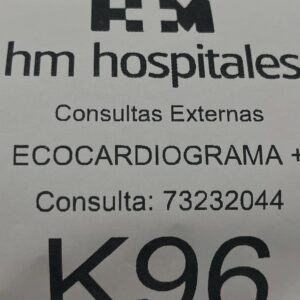 hm hospitales
Consultas Externas
ECOCARDIOGRAMA +
Consulta: 73232044
K96